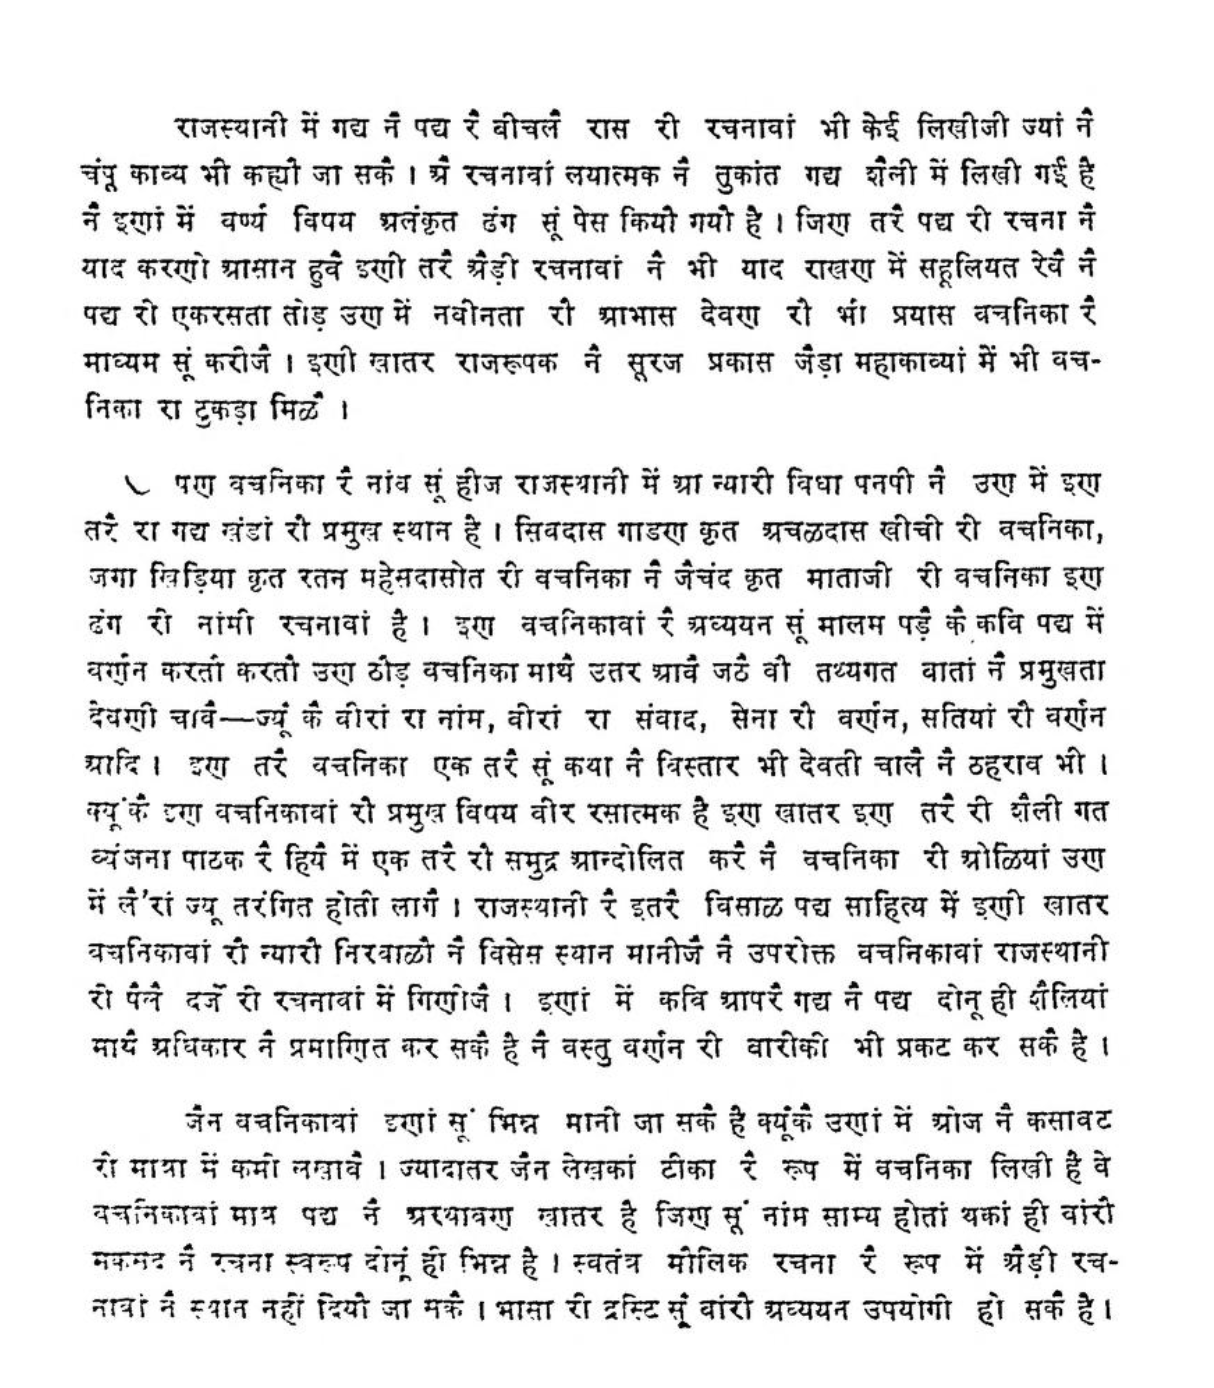 राजस्थानी में गद्य नै पद्य रै बीचलै रास री रचनावां भी केई लिखीजी ज्यां नै
चंपू काव्य भी कह्यौ जा सकै । अै रचनावां लयात्मक नै तुकांत गद्य शैली में लिखी गई है
नै इणां में वर्ण्य विषय अलंकृत ढंग सूं पेस कियौ गयौ है । जिण तरै पद्य री रचना नै
याद करणो आसान हुवै इणी तरै अैड़ी रचनावां नै भी याद राखण में सहूलियत रेवै नै
पद्य री एकरसता तोड़ उण में नवीनता रौ आभास देवण रौ भी प्रयास वचनिका रै
माध्यम सूं करीजै । इणी खातर राजरूपक नै सूरज प्रकास जैड़ा महाकाव्यां में भी वच-
निका रा टुकड़ा मिळै ।
पण वचनिका रै नांव सूं हीज राजस्थानी में आ न्यारी विधा पनपी नै उण में इण
तरै रा गद्य खंडां रौ प्रमुख स्थान है । सिवदास गाडण कृत अचळदास खीची री वचनिका,
जगा खिड़िया कृत रतन महेसदासोत री वचनिका नै जैचंद कृत माताजी री वचनिका इण
ढंग री नांमी रचनावां है । इण वचनिकावां रै अध्ययन सूं मालम पड़ै कै कवि पद्य में
वर्णन करतौ करतौ उण ठौड़ वचनिका माथै उतर आवै जठै वौ तथ्यगत बातां नै प्रमुखता
देवणी चावै—ज्यूं कै वीरां रा नांम, वीरां रा संवाद, सेना रौ वर्णन, सतियां रौ वर्णन
आदि । इण तरै वचनिका एक तरै सूं कथा नै विस्तार भी देवती चालै नै ठहराव भी ।
क्यूंकै इण वचनिकावां रौ प्रमुख विषय वीर रसात्मक है इण खातर इण तरै री शैली गत
व्यंजना पाठक रै हियै में एक तरै रौ समुद्र आन्दोलित करै नै वचनिका री ओळियां उण
में लै'रां ज्यू तरंगित होती लागै । राजस्थानी रै इतरै विसाळ पद्य साहित्य में इणी खातर
वचनिकावां रौ न्यारौ निरवाळौ नै विसेस स्थान मानीजै नै उपरोक्त वचनिकावां राजस्थानी
री पैलै दर्जे री रचनावां में गिणीजै । इणां में कवि आपरै गद्य नै पद्य दोनू ही शैलियां
माथै अधिकार नै प्रमाणित कर सकै है नै वस्तु वर्णन री बारीकी भी प्रकट कर सकै है ।
जैन वचनिकावां इणां सूं भिन्न मानी जा सकै है क्यूंकै उणां में ओज नै कसावट
री मात्रा में कमी लखावै । ज्यादातर जैन लेखकां टीका रै रूप में वचनिका लिखी है वे
वचनिकावां मात्र पद्य नै अरथावण खातर है जिण सूं नांम साम्य होतां थकां ही वांरौ
मकसद नै रचना स्वरूप दोनूं ही भिन्न है । स्वतंत्र मौलिक रचना रै रूप में अैड़ी रच-
नावां नै स्थान नहीं दियौ जा सकै । भासा री द्रस्टि सूं वांरौ अध्ययन उपयोगी हो सकै है ।